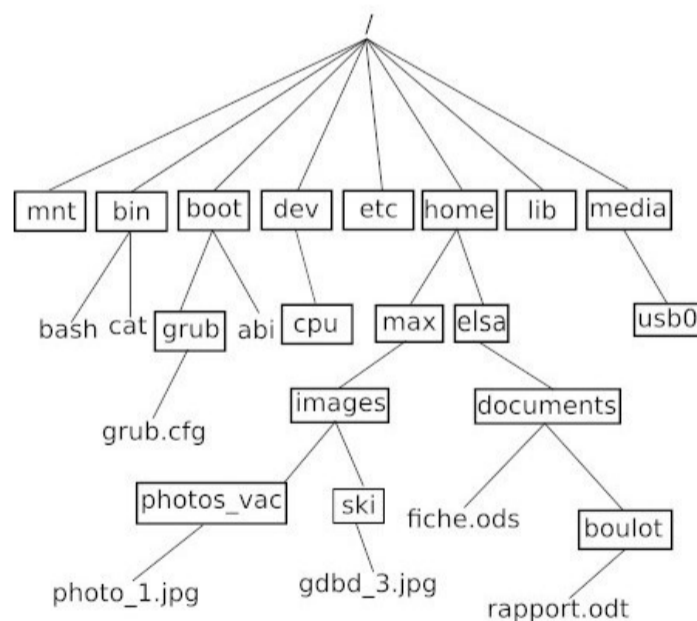 /
mnt bin boot dev etc home lib media
bash cat grub abi cpu max elsa usb0
grub.cfg images documents
photos_vac ski fiche.ods boulot
photo_1.jpg gdbd_3.jpg rapport.odt